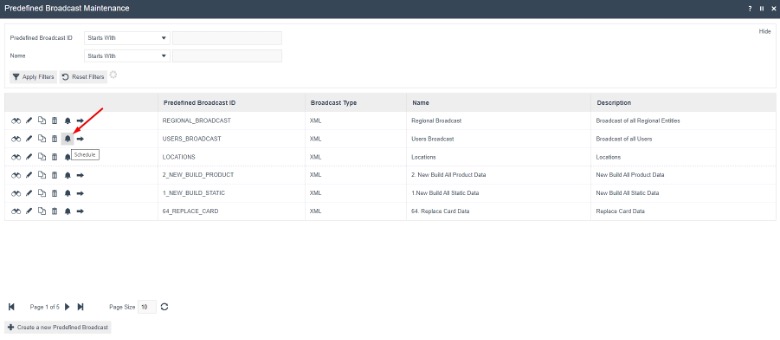 Predefined Broadcast Maintenance
?
Hide
Predefined Broadcast ID Starts With
Name Starts With
Apply Filters Reset Filters
Predefined Broadcast ID Broadcast Type Name Description
REGIONAL_BROADCAST XML Regional Broadcast Broadcast of all Regional Entities
USERS_BROADCAST XML Users Broadcast Broadcast of all Users
Schedule
LOCATIONS XML Locations Locations
2_NEW_BUILD_PRODUCT XML 2. New Build All Product Data New Build All Product Data
1_NEW_BUILD_STATIC XML 1.New Build All Static Data New Build All Static Data
64_REPLACE_CARD XML 64. Replace Card Data Replace Card Data
Page 1 of 5 Page Size 10
Create a new Predefined Broadcast